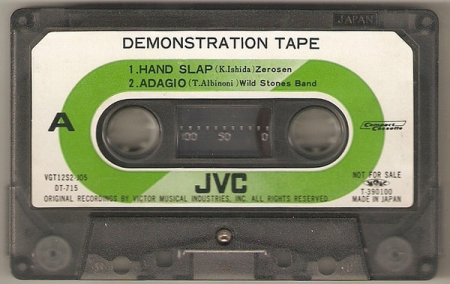 JAPAN
DEMONSTRATION TAPE
1.HAND SLAP(K.Ishida)Zerosen
2.ADAGIO(T.Albinoni)Wild Stones Band
A
Compact
Cassette
100 50 0
VGT12S2-J05
DT-715
JVC
NOT FOR SALE
T-390100
ORIGINAL RECORDINGS BY VICTOR MUSICAL INDUSTRIES, INC. ALL RIGHTS RESERVED
MADE IN JAPAN